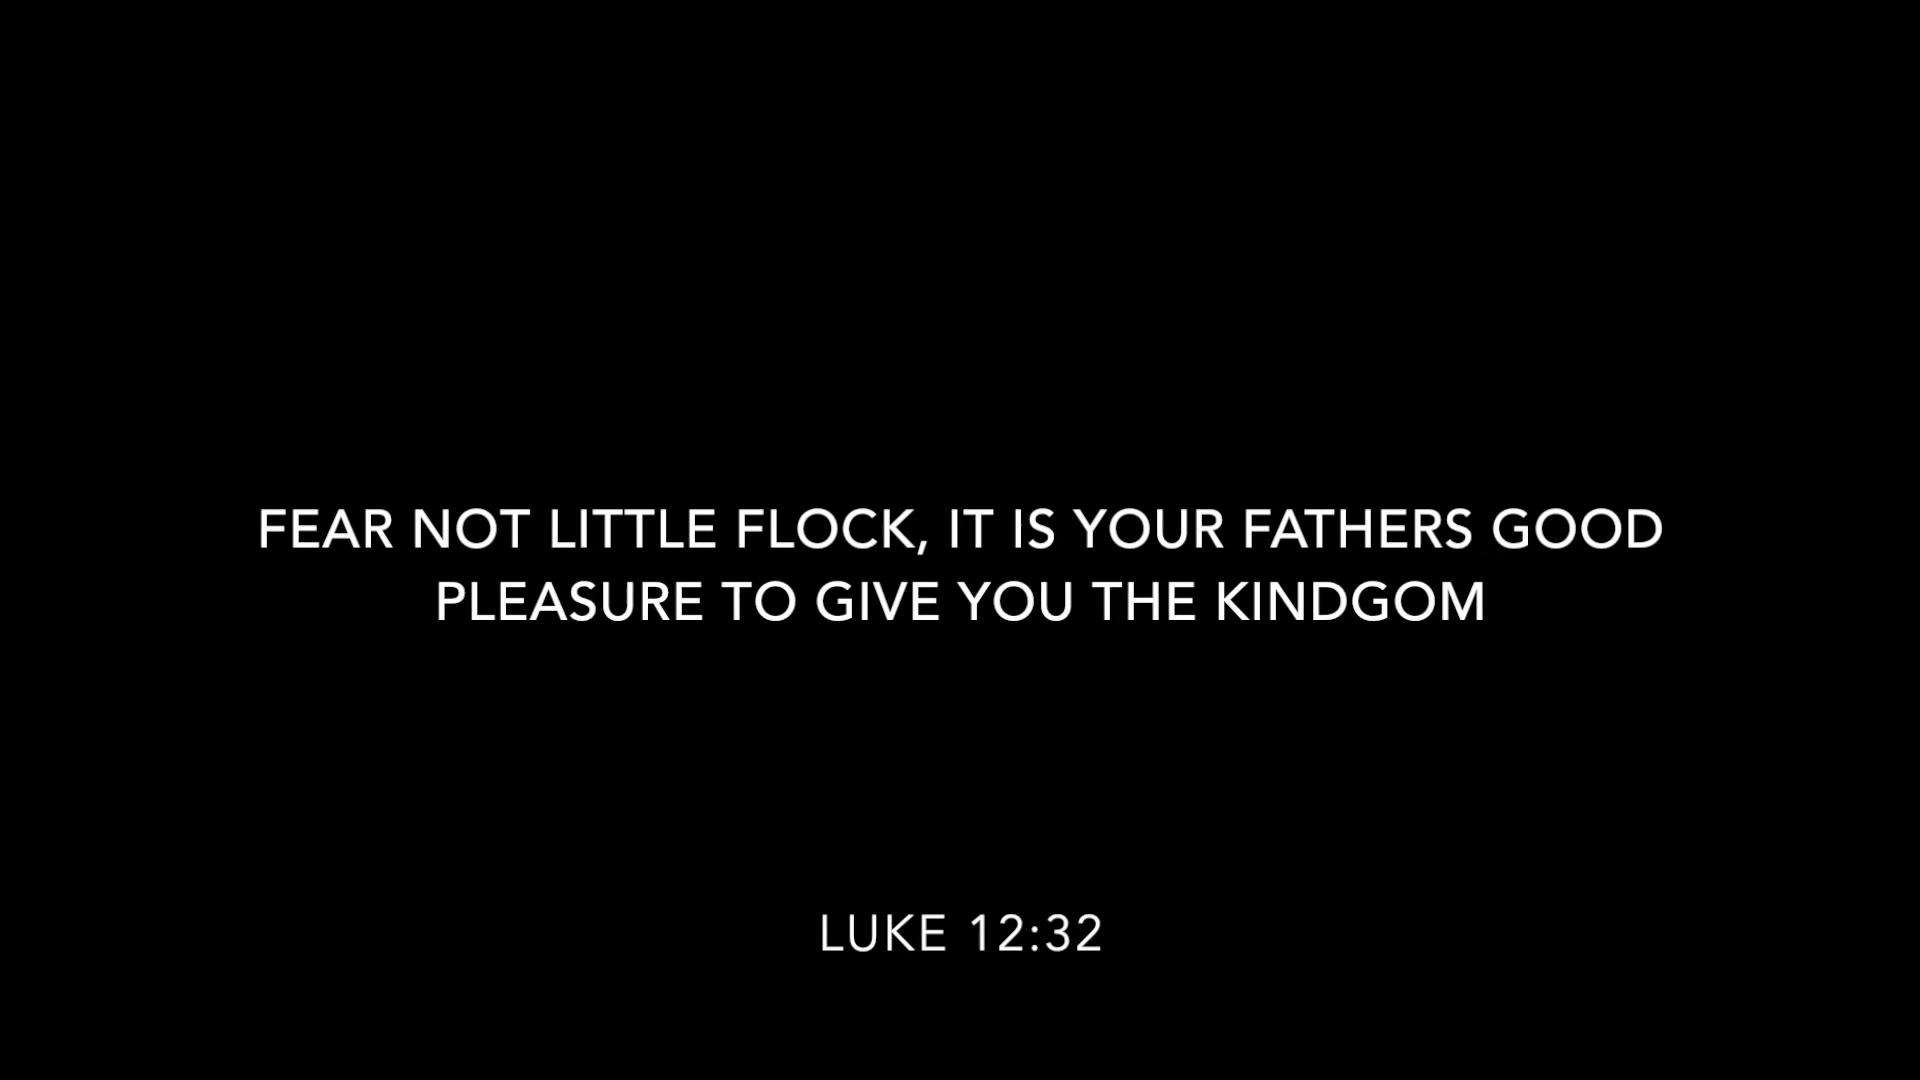 FEAR NOT LITTLE FLOCK, IT IS YOUR FATHERS GOOD
PLEASURE TO GIVE YOU THE KINDGOM
LUKE 12:32